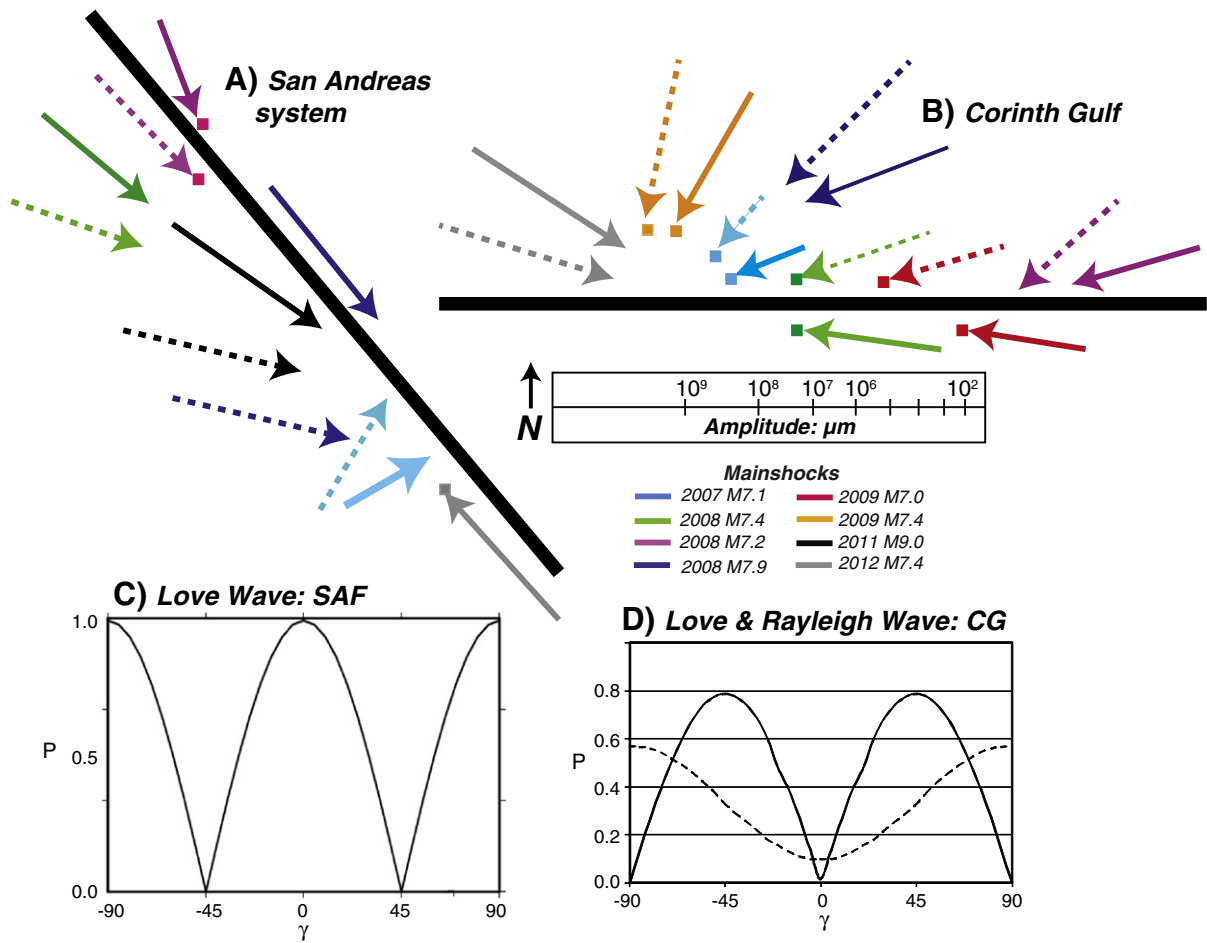 A) San Andreas
system
B) Corinth Gulf
N
10⁹ 10⁸ 10⁷ 10⁶ 10²
Amplitude: µm
Mainshocks
2007 M7.1 2009 M7.0
2008 M7.4 2009 M7.4
2008 M7.2 2011 M9.0
2008 M7.9 2012 M7.4
C) Love Wave: SAF
1.0
P 0.5
0.0
-90 -45 0 45 90
γ
D) Love & Rayleigh Wave: CG
0.8
0.6
P
0.4
0.2
0.0
-90 -45 0 45 90
γ